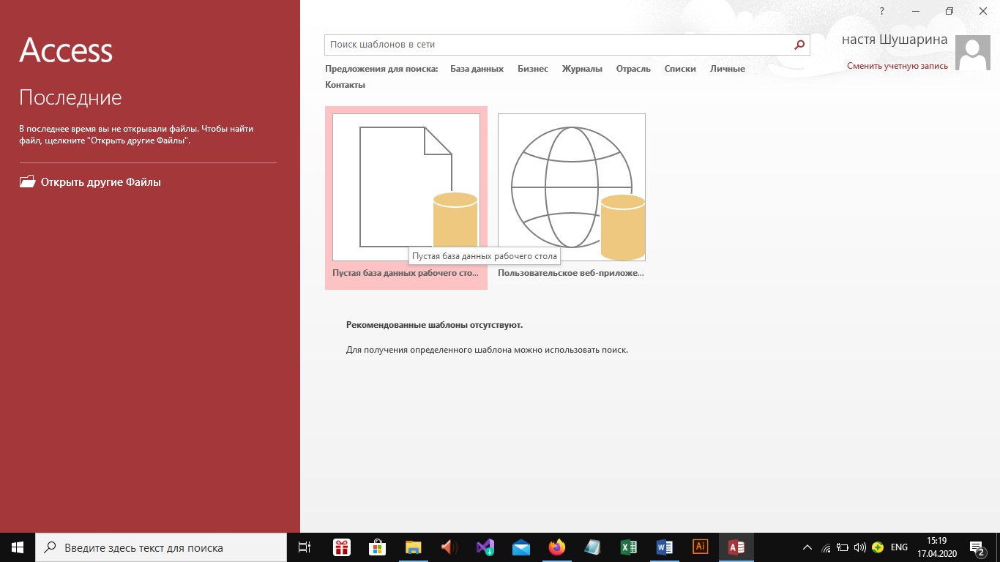 ?
Access
настя Шушарина
Сменить учетную запись
Поиск шаблонов в сети
Предложения для поиска: База данных Бизнес Журналы Отрасль Списки Личные
Контакты
Последние
В последнее время вы не открывали файлы. Чтобы найти
файл, щелкните "Открыть другие Файлы".
Открыть другие Файлы
Пустая база данных рабочего стола
Пустая база данных рабочего сто...
Пользовательское веб-приложе...
Рекомендованные шаблоны отсутствуют.
Для получения определенного шаблона можно использовать поиск.
Введите здесь текст для поиска
Ai
ENG
15:19
17.04.2020
2